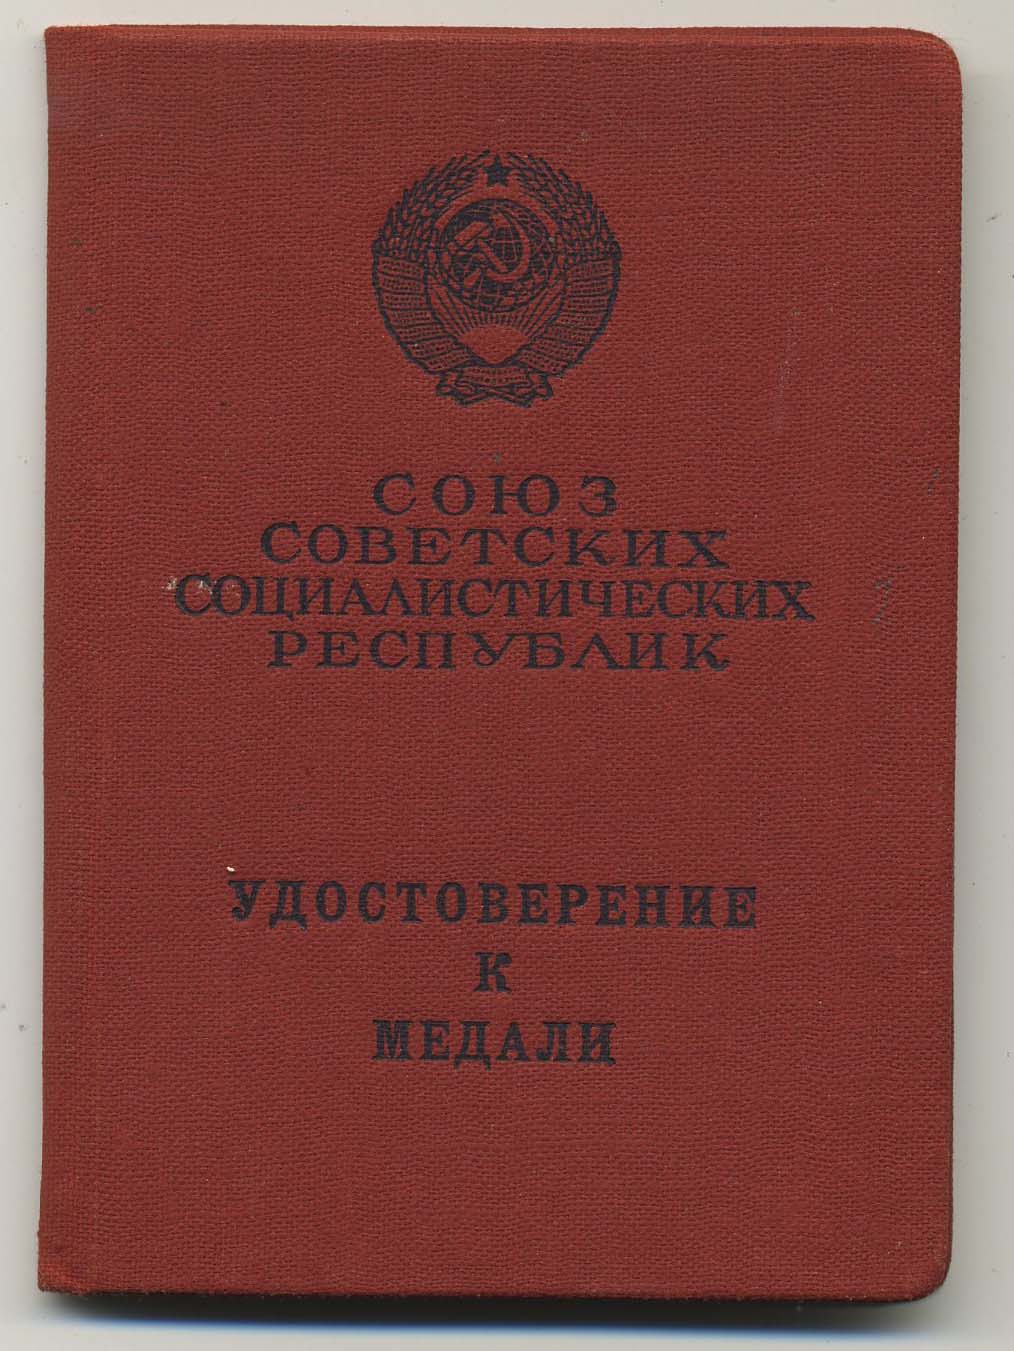 СОЮЗ
СОВЕТСКИХ
СОЦИАЛИСТИЧЕСКИХ
РЕСПУБЛИК
УДОСТОВЕРЕНИЕ
К
МЕДАЛИ